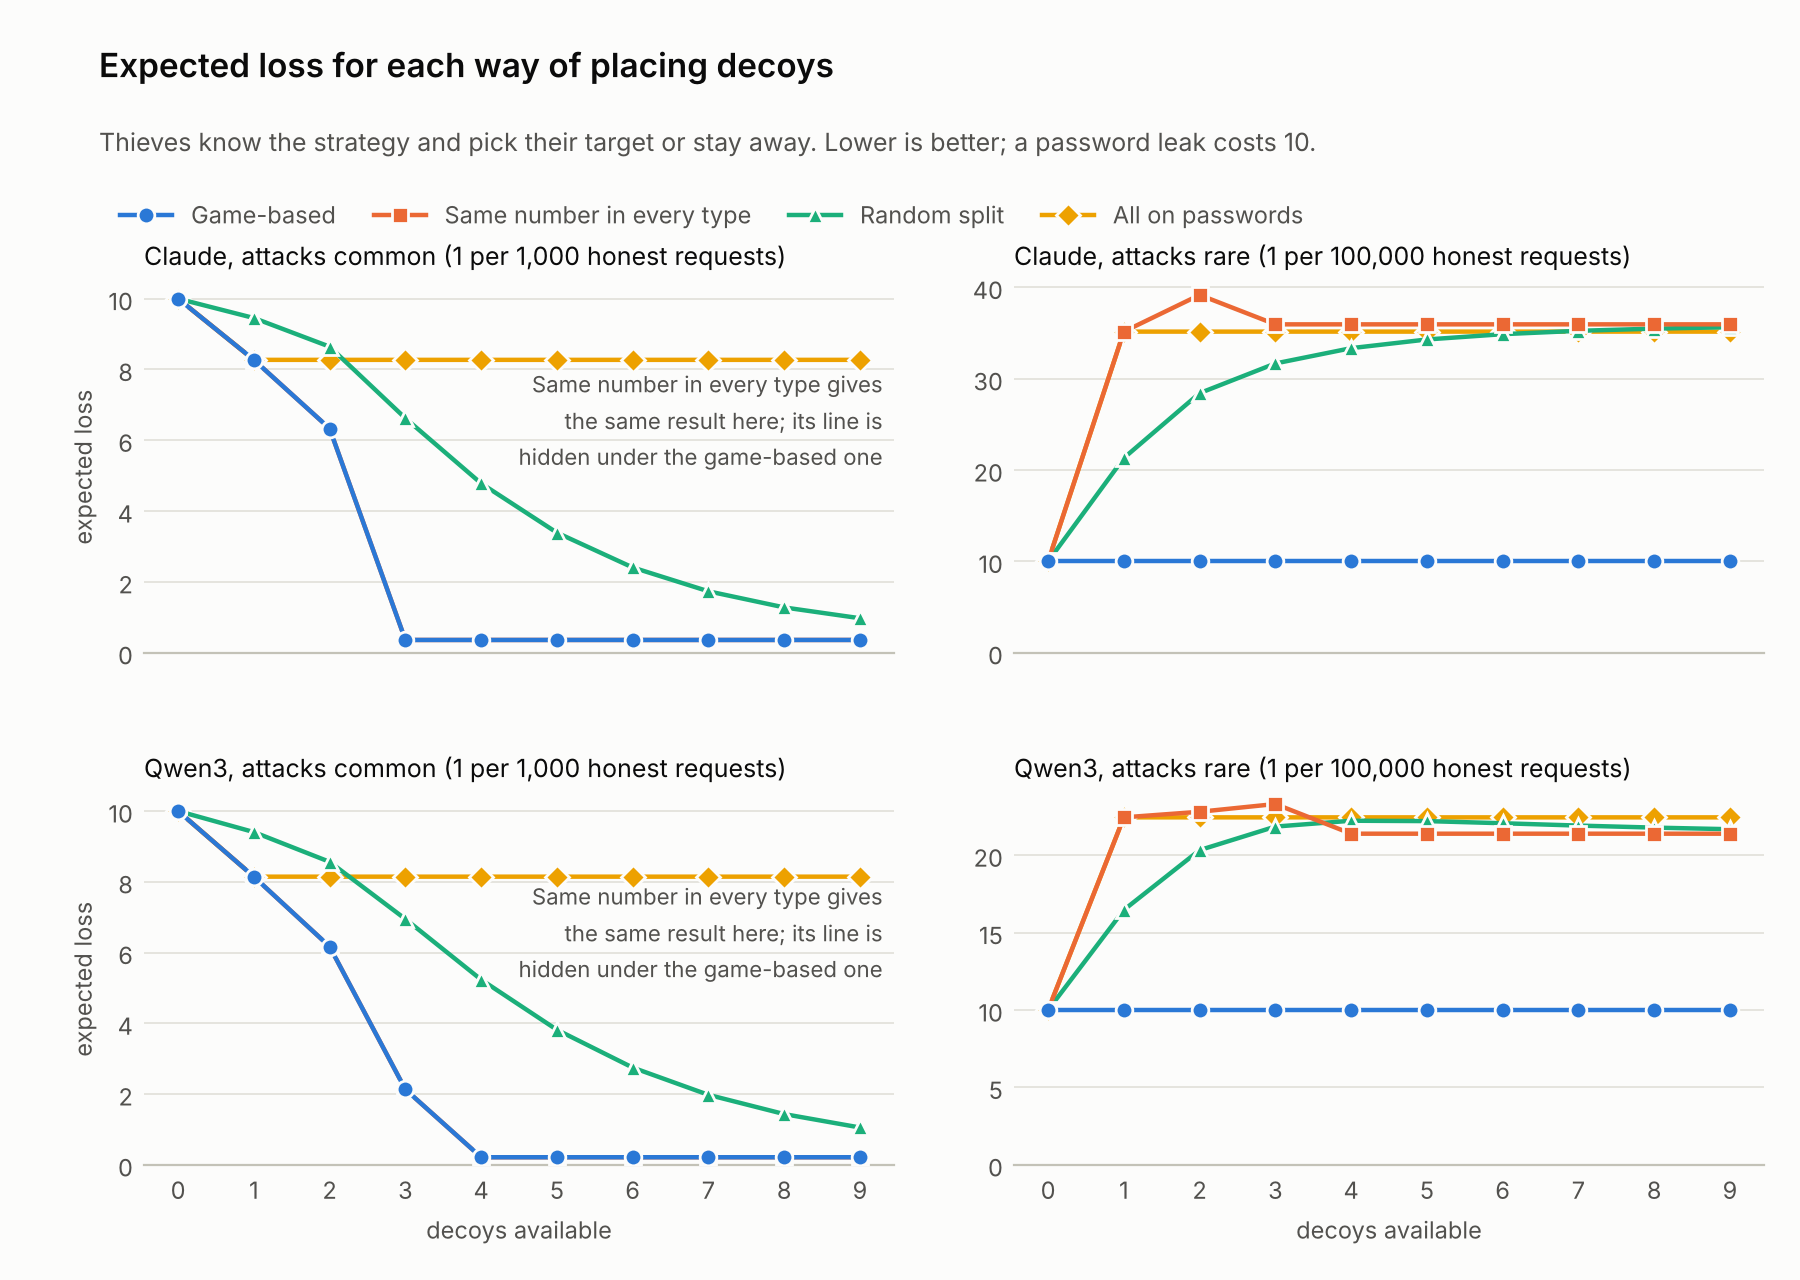 Expected loss for each way of placing decoys
Thieves know the strategy and pick their target or stay away. Lower is better; a password leak costs 10.
Game-based
Same number in every type
Random split
All on passwords
Claude, attacks common (1 per 1,000 honest requests)
10
8
6
4
2
0
expected loss
Same number in every type gives
the same result here; its line is
hidden under the game-based one
Claude, attacks rare (1 per 100,000 honest requests)
40
30
20
10
0
Qwen3, attacks common (1 per 1,000 honest requests)
10
8
6
4
2
0
expected loss
Same number in every type gives
the same result here; its line is
hidden under the game-based one
0 1 2 3 4 5 6 7 8 9
decoys available
Qwen3, attacks rare (1 per 100,000 honest requests)
20
15
10
5
0
0 1 2 3 4 5 6 7 8 9
decoys available